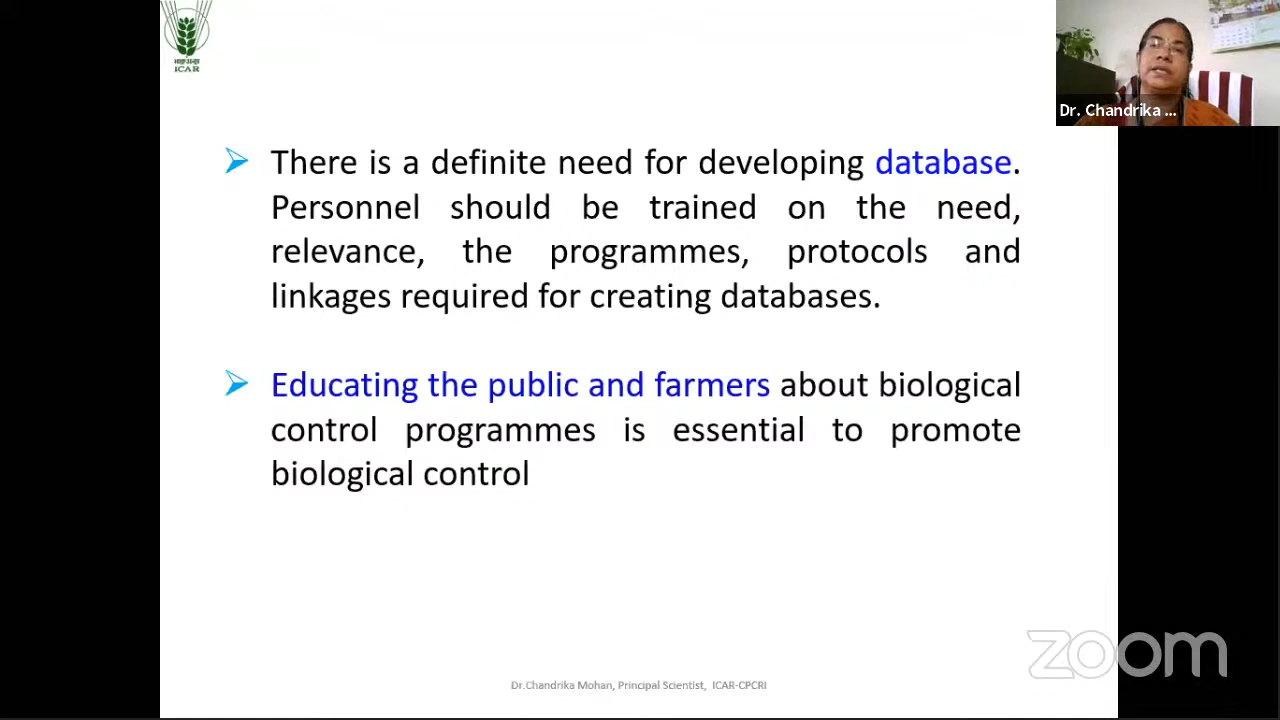 भाकृअनुप
ICAR
Dr. Chandrika ...
There is a definite need for developing database.
Personnel should be trained on the need,
relevance, the programmes, protocols and
linkages required for creating databases.
Educating the public and farmers about biological
control programmes is essential to promote
biological control
zoom
Dr.Chandrika Mohan, Principal Scientist, ICAR-CPCRI